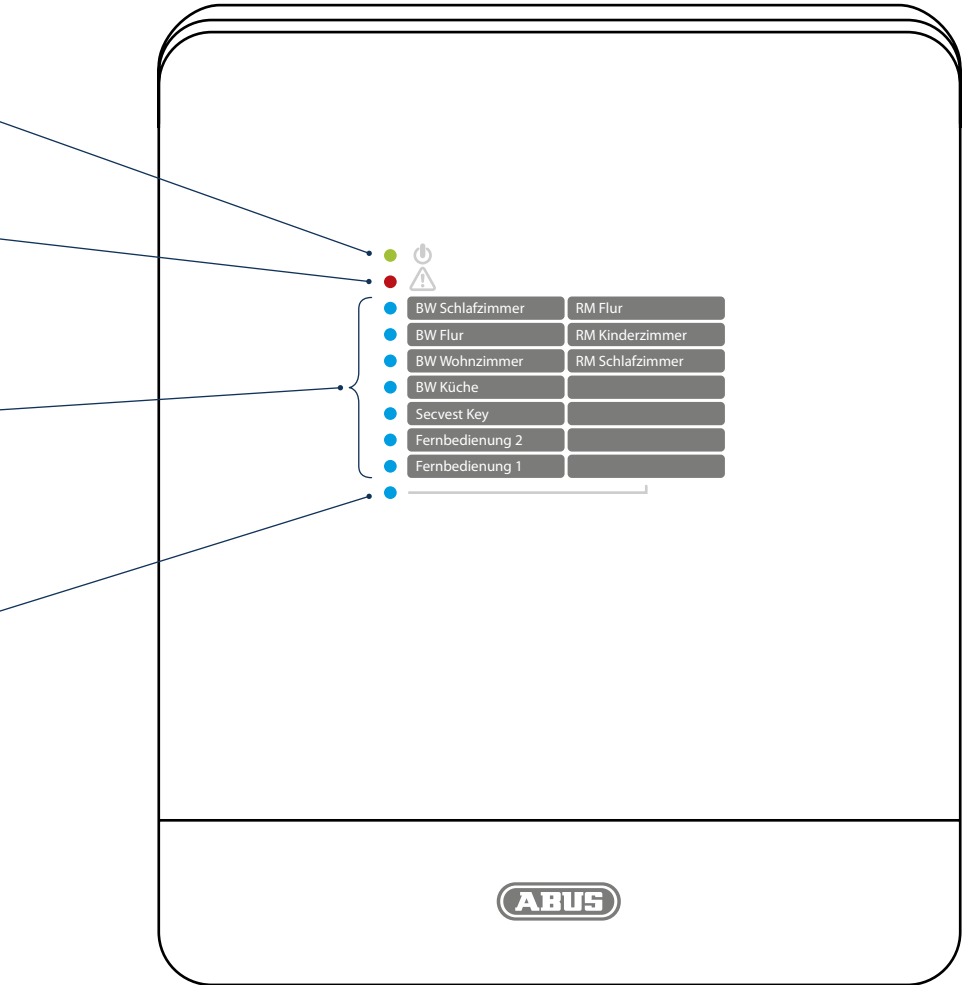 BW Schlafzimmer RM Flur
BW Flur RM Kinderzimmer
BW Wohnzimmer RM Schlafzimmer
BW Küche
Secvest Key
Fernbedienung 2
Fernbedienung 1
ABUS